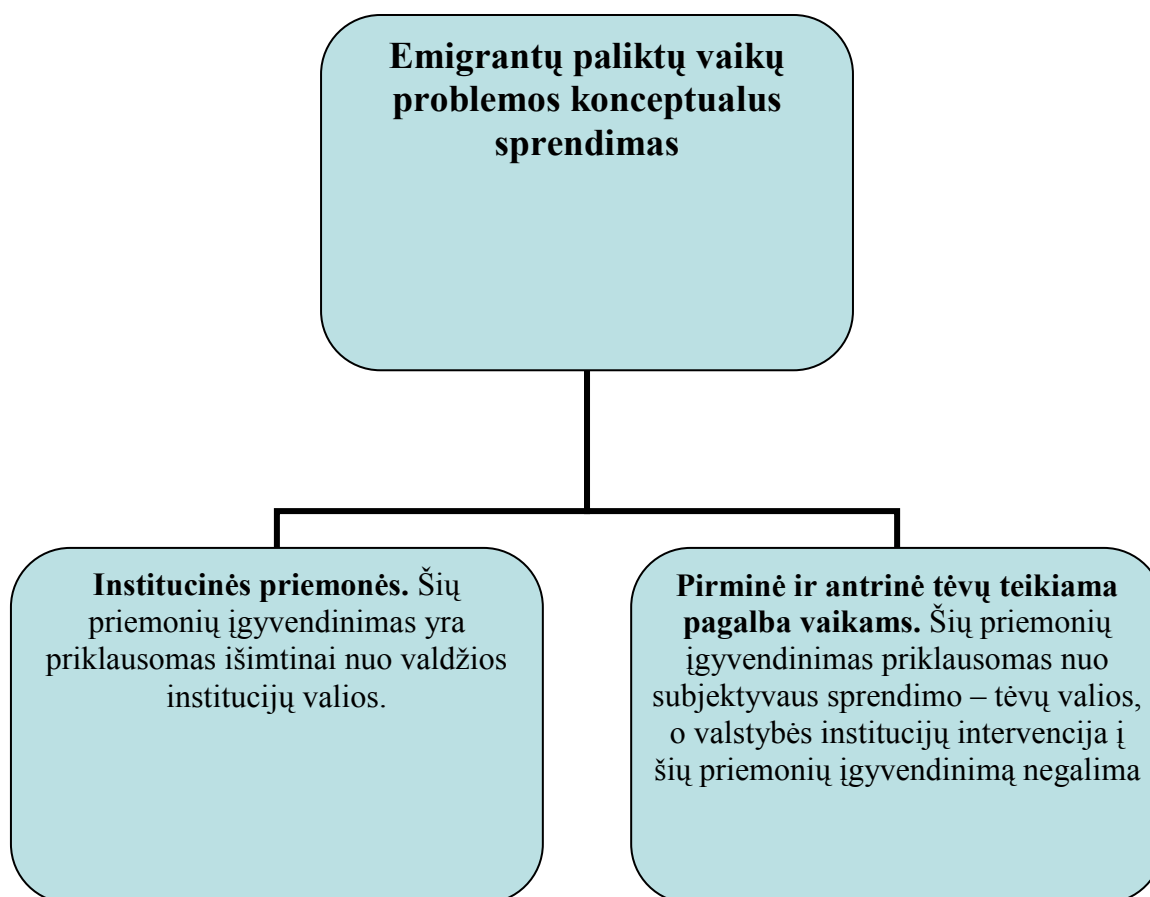 Emigrantų paliktų vaikų
problemos konceptualus
sprendimas
Institucinės priemonės. Šių
priemonių įgyvendinimas yra
priklausomas išimtinai nuo valdžios
institucijų valios.
Pirminė ir antrinė tėvų teikiama
pagalba vaikams. Šių priemonių
įgyvendinimas priklausomas nuo
subjektyvaus sprendimo – tėvų valios,
o valstybės institucijų intervencija į
šių priemonių įgyvendinimą negalima